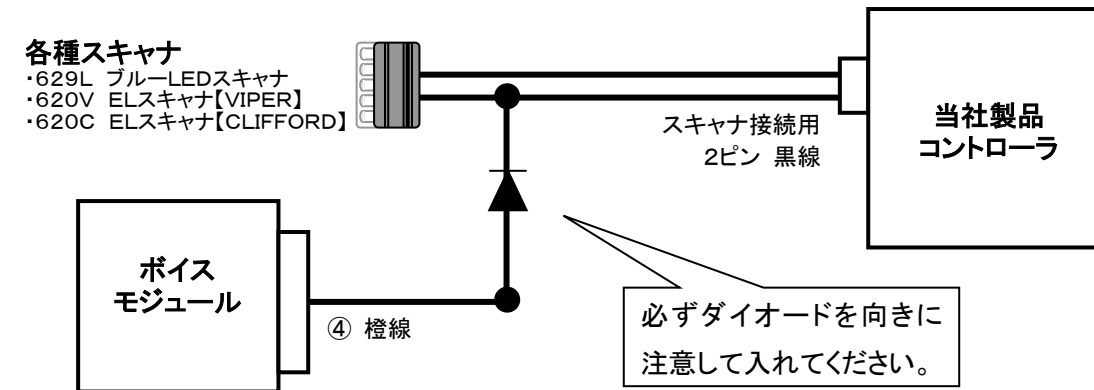 各種スキャナ
・629L ブルーLEDスキャナ
・620V ELスキャナ【VIPER】
・620C ELスキャナ【CLIFFORD】
スキャナ接続用
2ピン 黒線
当社製品
コントローラ
ボイス
モジュール
④ 橙線
必ずダイオードを向きに
注意して入れてください。